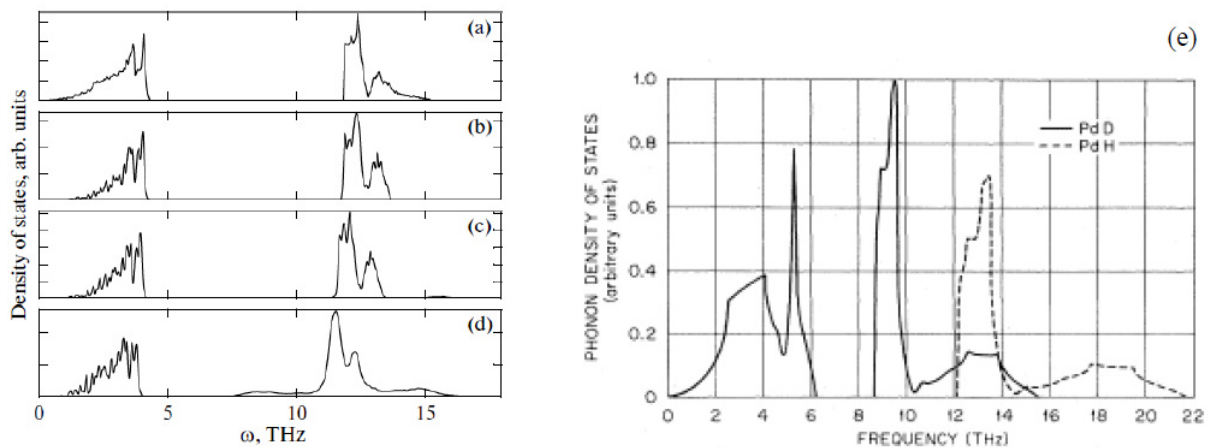 Density of states, arb. units
(a)
(b)
(c)
(d)
0 5 10 15
ω, THz
(e)
PHONON DENSITY OF STATES
(arbitrary units)
1.0
0.8
0.6
0.4
0.2
0
Pd D
Pd H
0 2 4 6 8 10 12 14 16 18 20 22
FREQUENCY (THz)